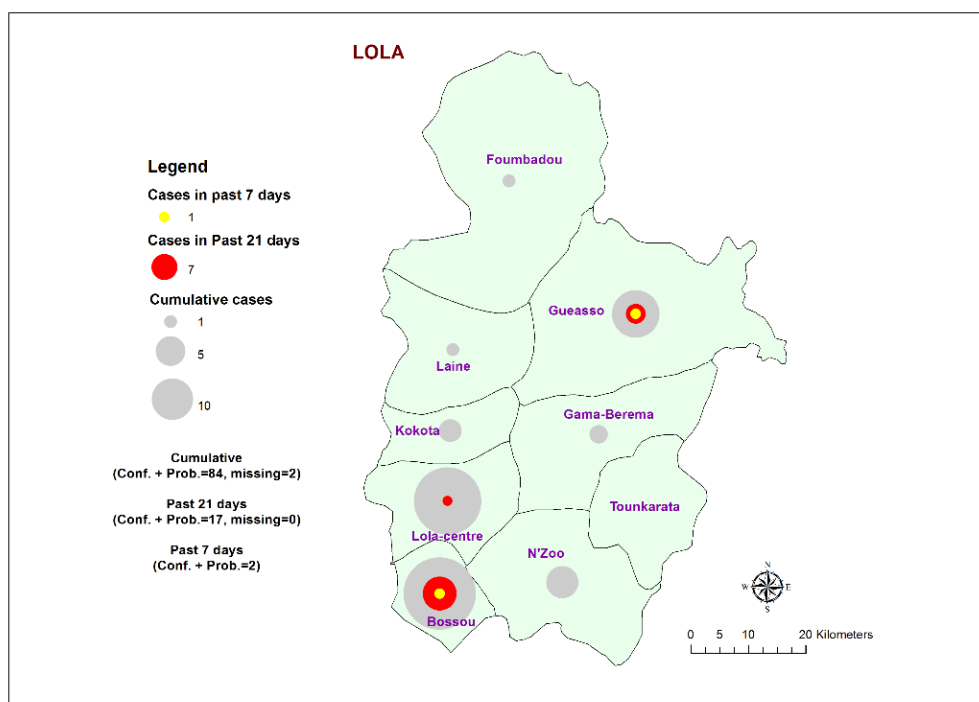 LOLA
Legend
Cases in past 7 days
1
Cases in Past 21 days
7
Cumulative cases
1
5
10
Cumulative
(Conf. + Prob.=84, missing=2)
Past 21 days
(Conf. + Prob.=17, missing=0)
Past 7 days
(Conf. + Prob.=2)
Foumbadou
Gueasso
Laine
Gama-Berema
Kokota
Tounkarata
Lola-centre
N'Zoo
Bossou
N
W E
S
0 5 10 20 Kilometers